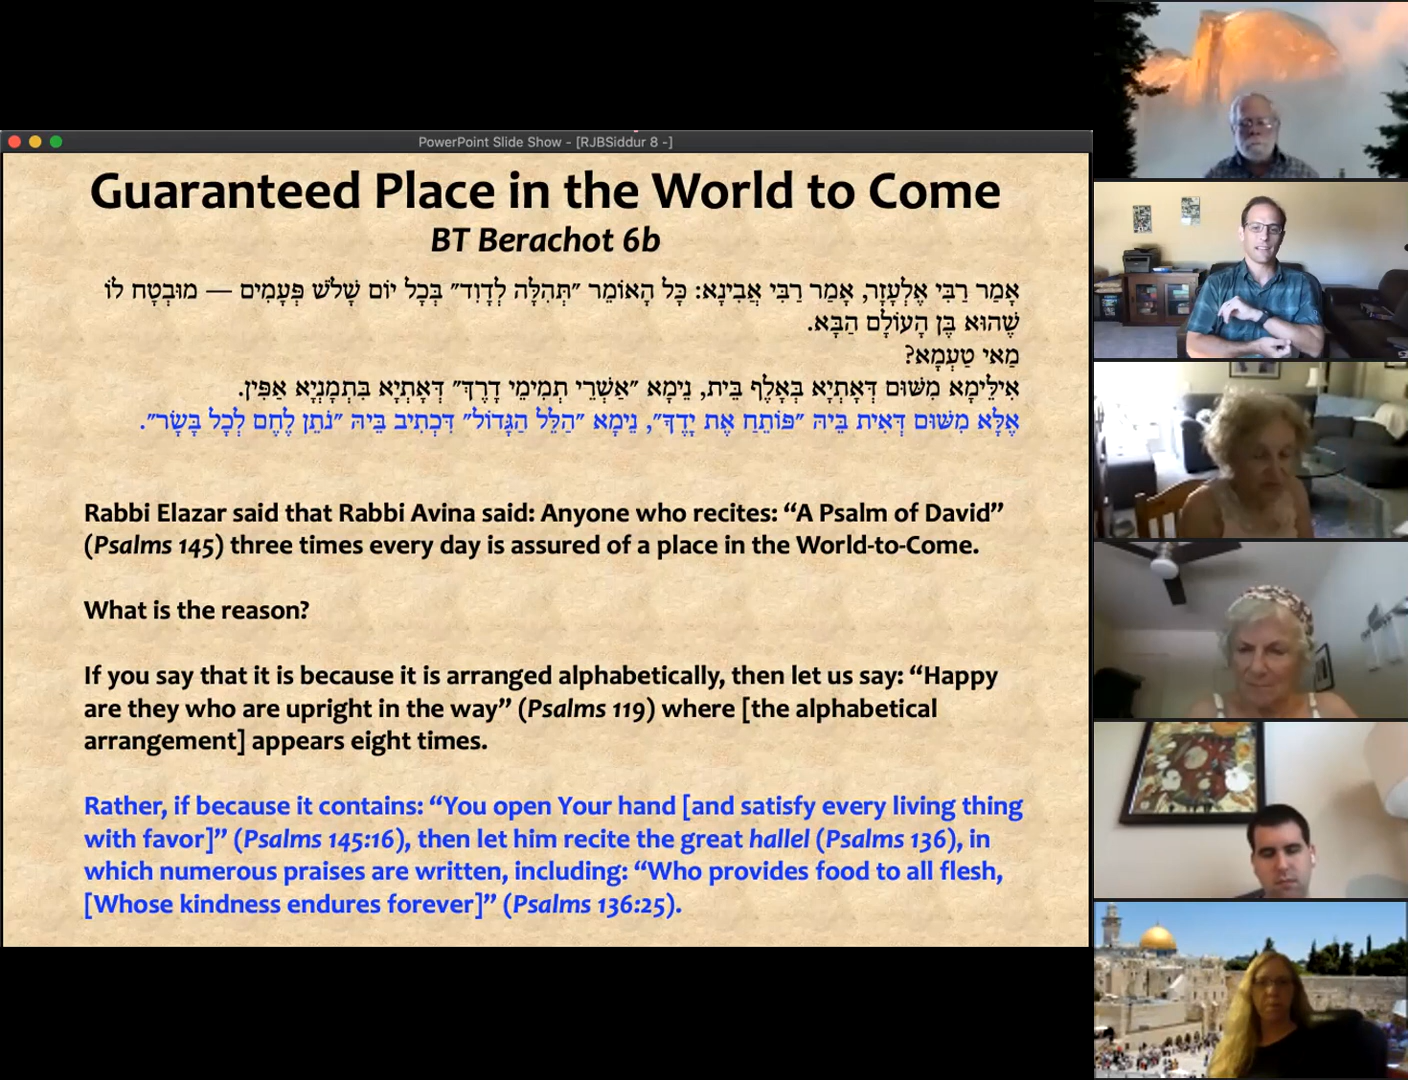 PowerPoint Slide Show - [RJBSiddur 8 -]
Guaranteed Place in the World to Come
BT Berachot 6b
אָמַר רַבִּי אֶלְעָזָר, אָמַר רַבִּי אֲבִינָא: כׇּל הָאוֹמֵר ״תְּהִלָּה לְדָוִד״ בְּכׇל יוֹם שָׁלֹשׁ פְּעָמִים — מוּבְטָח לוֹ
שֶׁהוּא בֶּן הָעוֹלָם הַבָּא.
מַאי טַעְמָא?
אִילֵּימָא מִשּׁוּם דְּאָתְיָא בְּאָלֶף בֵּית, נֵימָא ״אַשְׁרֵי תְמִימֵי דָרֶךְ״ דְּאָתְיָא בִּתְמָנְיָא אַפִּין.
אֶלָּא מִשּׁוּם דְּאִית בֵּיהּ ״פּוֹתֵחַ אֶת יָדֶךָ״, נֵימָא ״הַלֵּל הַגָּדוֹל״ דִּכְתִיב בֵּיהּ ״נֹתֵן לֶחֶם לְכׇל בָּשָׂר״.
Rabbi Elazar said that Rabbi Avina said: Anyone who recites: “A Psalm of David”
(Psalms 145) three times every day is assured of a place in the World-to-Come.
What is the reason?
If you say that it is because it is arranged alphabetically, then let us say: “Happy
are they who are upright in the way” (Psalms 119) where [the alphabetical
arrangement] appears eight times.
Rather, if because it contains: “You open Your hand [and satisfy every living thing
with favor]” (Psalms 145:16), then let him recite the great hallel (Psalms 136), in
which numerous praises are written, including: “Who provides food to all flesh,
[Whose kindness endures forever]” (Psalms 136:25).